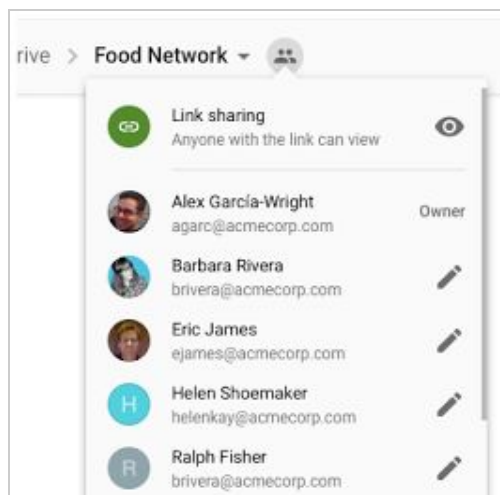 rive > Food Network
Link sharing
Anyone with the link can view
Alex García-Wright
agarc@acmecorp.com
Owner
Barbara Rivera
brivera@acmecorp.com
Eric James
ejames@acmecorp.com
H
Helen Shoemaker
helenkay@acmecorp.com
R
Ralph Fisher
brivera@acmecorp.com